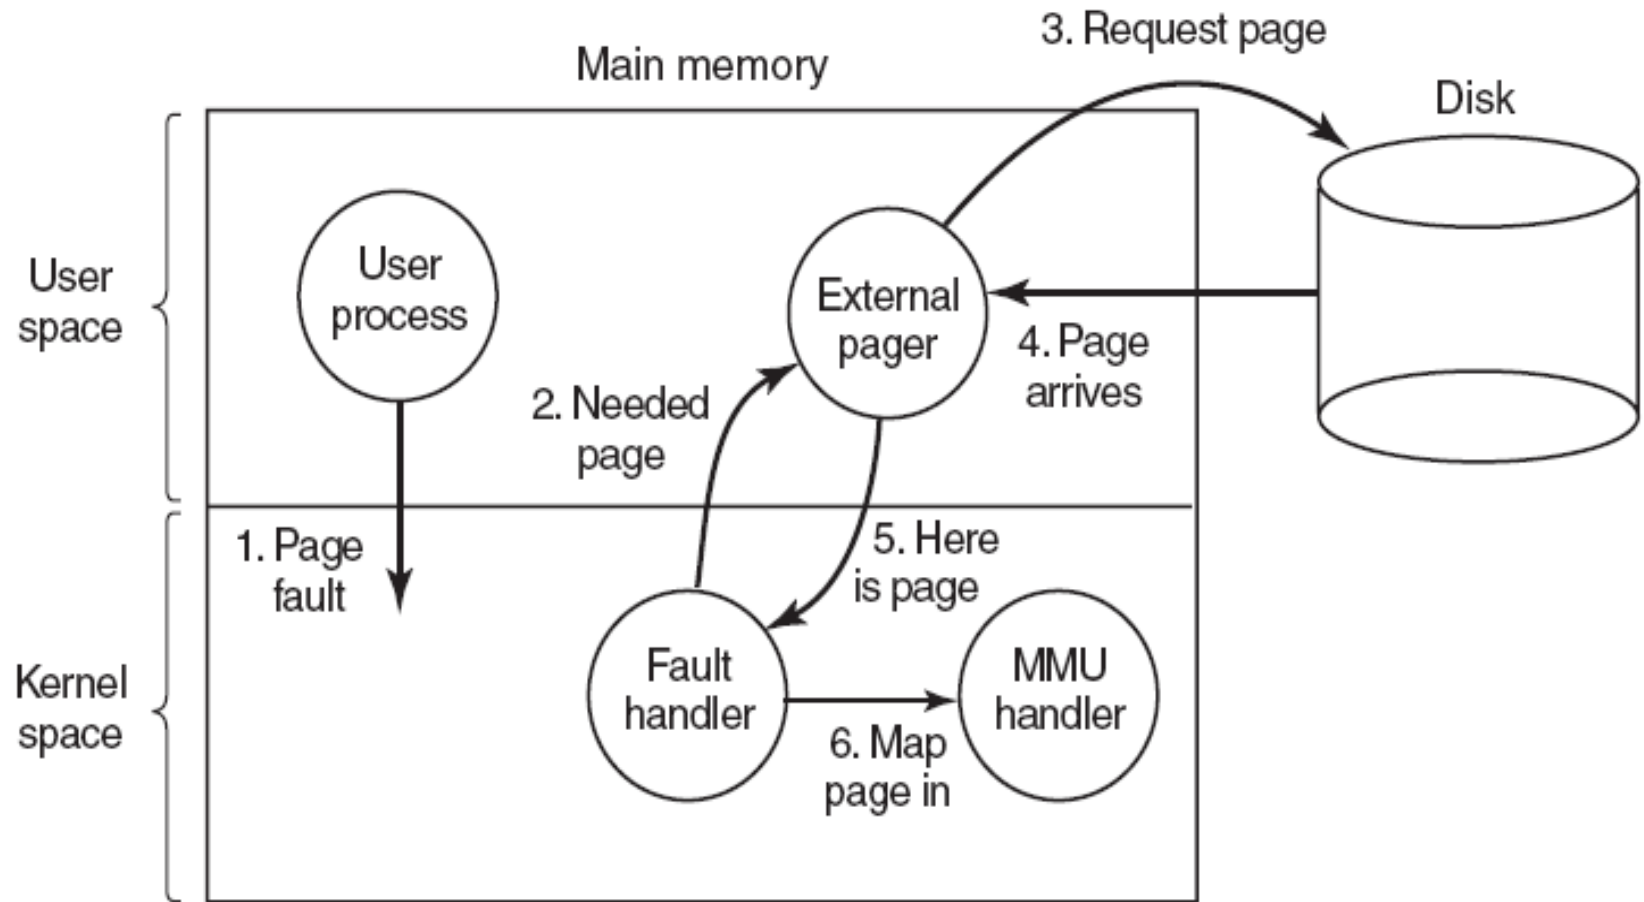 3. Request page
Main memory
Disk
User
space
User
process
External
pager
4. Page
arrives
2. Needed
page
1. Page
fault
5. Here
is page
Kernel
space
Fault
handler
MMU
handler
6. Map
page in